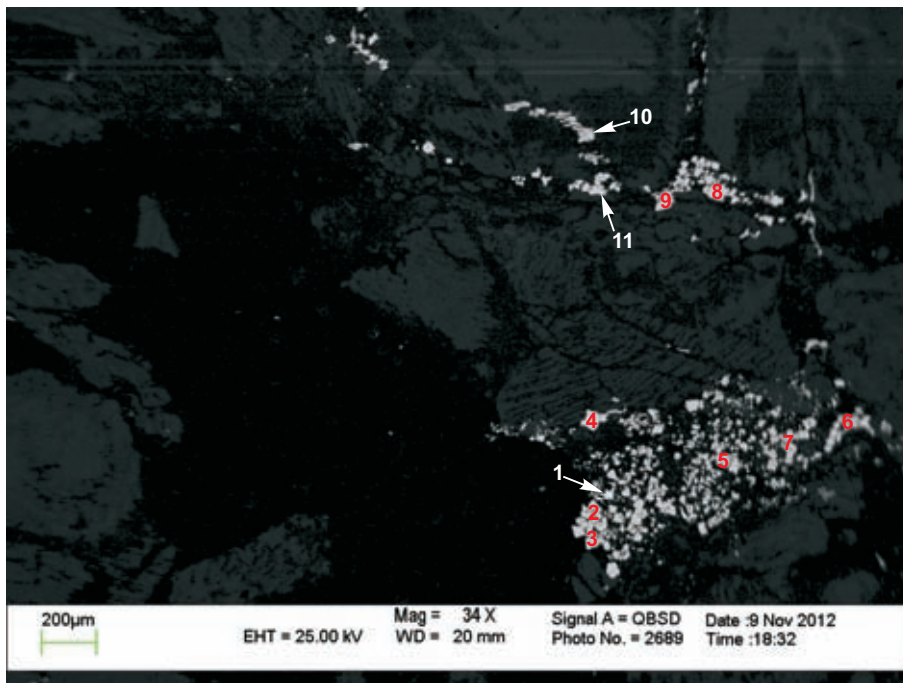 10
9
8
11
4
6
7
5
1
2
3
200µm
Mag = 34 X
EHT = 25.00 kV
WD = 20 mm
Signal A = QBSD
Photo No. = 2689
Date :9 Nov 2012
Time :18:32